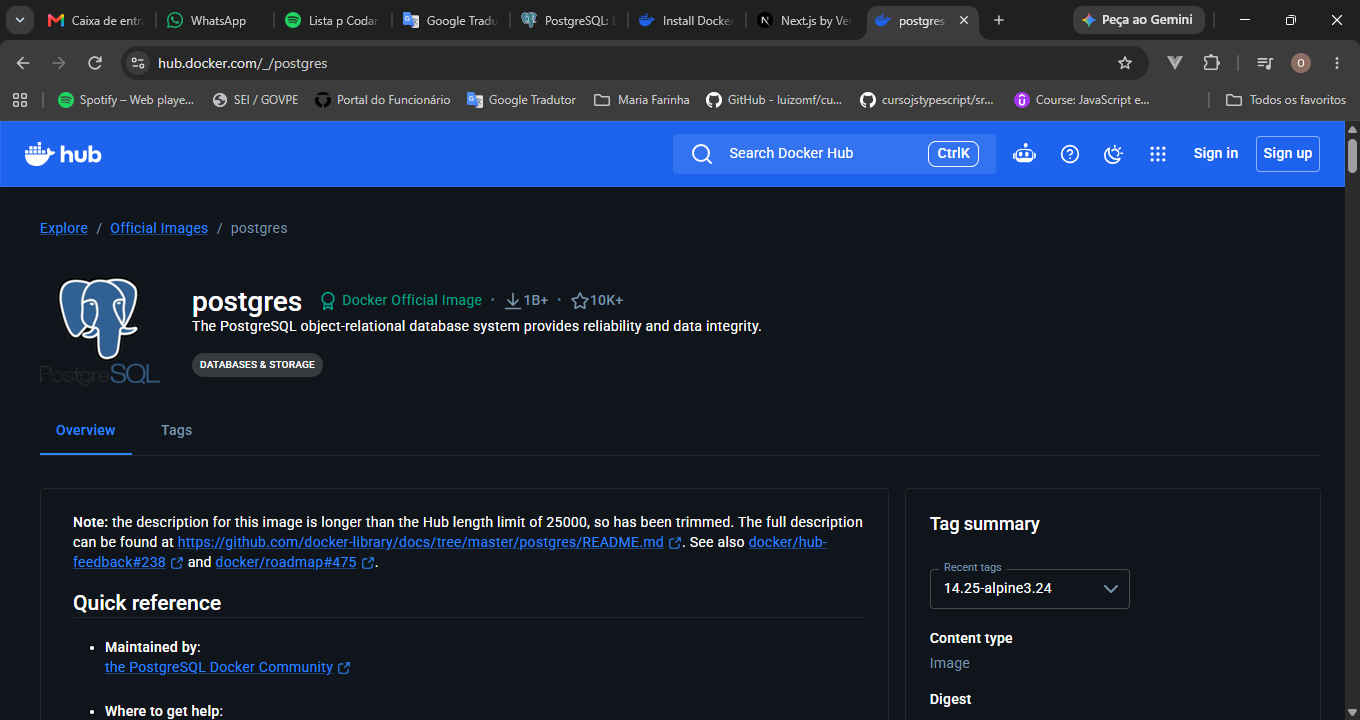 Caixa de entr
WhatsApp
Lista p Codar
Google Tradu
PostgreSQL:
Install Docker
Next.js by Ver
postgres
Peça ao Gemini
hub.docker.com/_/postgres
O
Spotify – Web playe...
SEI / GOVPE
Portal do Funcionário
Google Tradutor
Maria Farinha
GitHub - luizomf/cu...
cursojstypescript/sr...
Course: JavaScript e...
Todos os favoritos
hub
Search Docker Hub
CtrlK
Sign in
Sign up
Explore / Official Images / postgres
PostgreSQL
postgres
Docker Official Image · 1B+ · 10K+
The PostgreSQL object-relational database system provides reliability and data integrity.
DATABASES & STORAGE
Overview
Tags
Note: the description for this image is longer than the Hub length limit of 25000, so has been trimmed. The full description
can be found at https://github.com/docker-library/docs/tree/master/postgres/README.md. See also docker/hub-
feedback#238 and docker/roadmap#475.
Quick reference
• Maintained by:
the PostgreSQL Docker Community
• Where to get help:
Tag summary
Recent tags
14.25-alpine3.24
Content type
Image
Digest